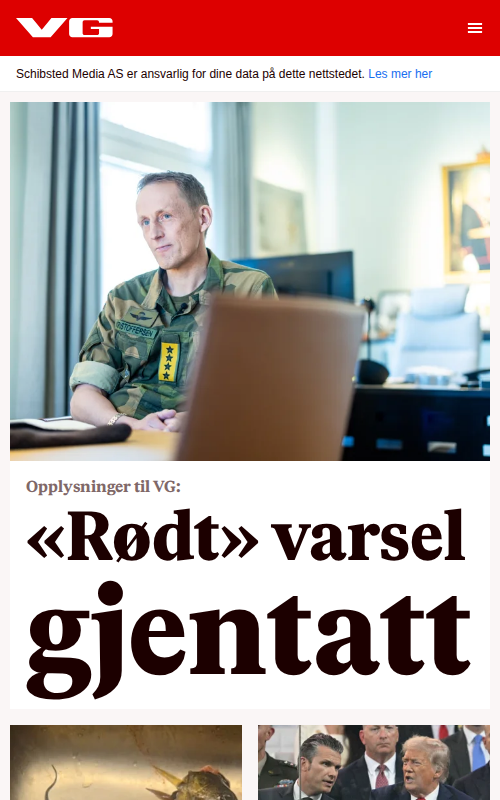 VG
Schibsted Media AS er ansvarlig for dine data på dette nettstedet. Les mer her
KRISTOFFERSEN
Opplysninger til VG:
«Rødt» varsel
gjentatt